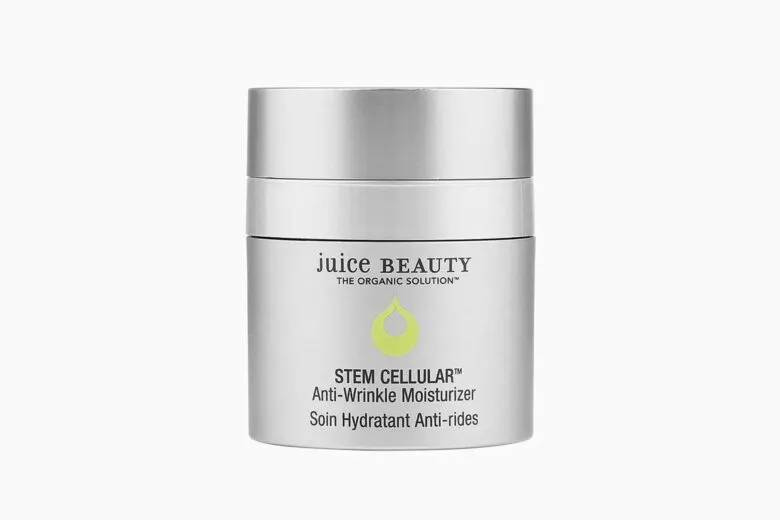 juice BEAUTY
THE ORGANIC SOLUTION™
STEM CELLULAR™
Anti-Wrinkle Moisturizer
Soin Hydratant Anti-rides